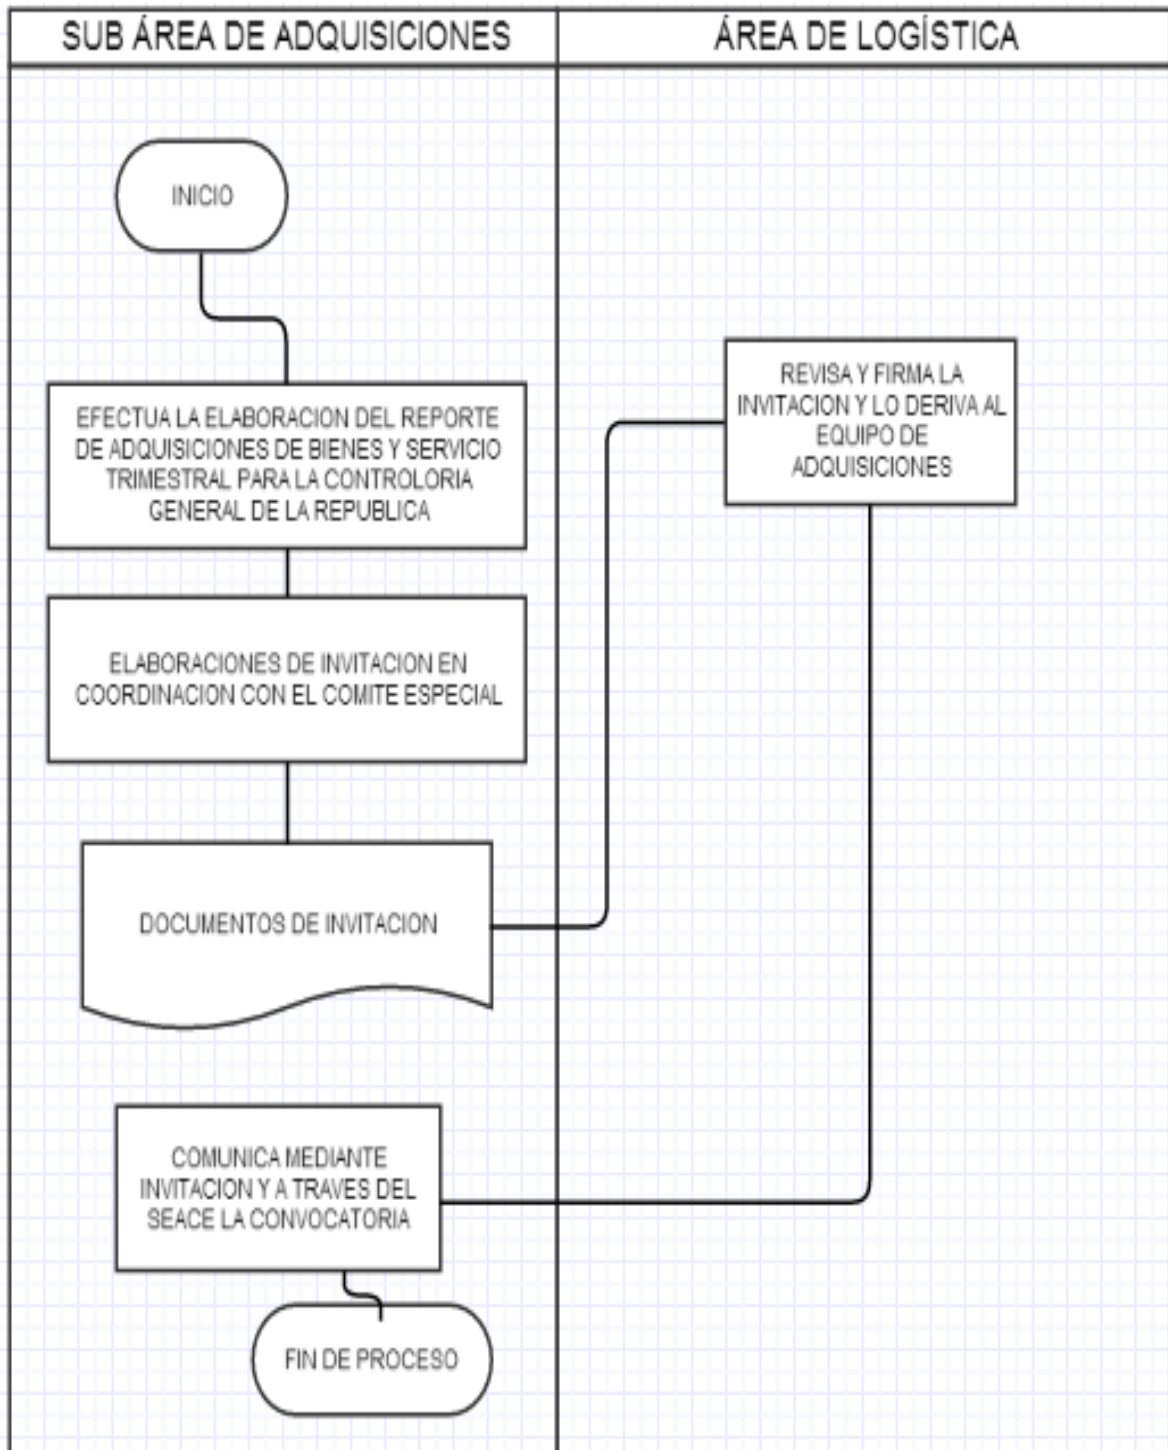 SUB ÁREA DE ADQUISICIONES
ÁREA DE LOGÍSTICA
INICIO
EFECTUA LA ELABORACION DEL REPORTE
DE ADQUISICIONES DE BIENES Y SERVICIO
TRIMESTRAL PARA LA CONTROLORIA
GENERAL DE LA REPUBLICA
ELABORACIONES DE INVITACION EN
COORDINACION CON EL COMITE ESPECIAL
DOCUMENTOS DE INVITACION
REVISA Y FIRMA LA
INVITACION Y LO DERIVA AL
EQUIPO DE
ADQUISICIONES
COMUNICA MEDIANTE
INVITACION Y A TRAVES DEL
SEACE LA CONVOCATORIA
FIN DE PROCESO